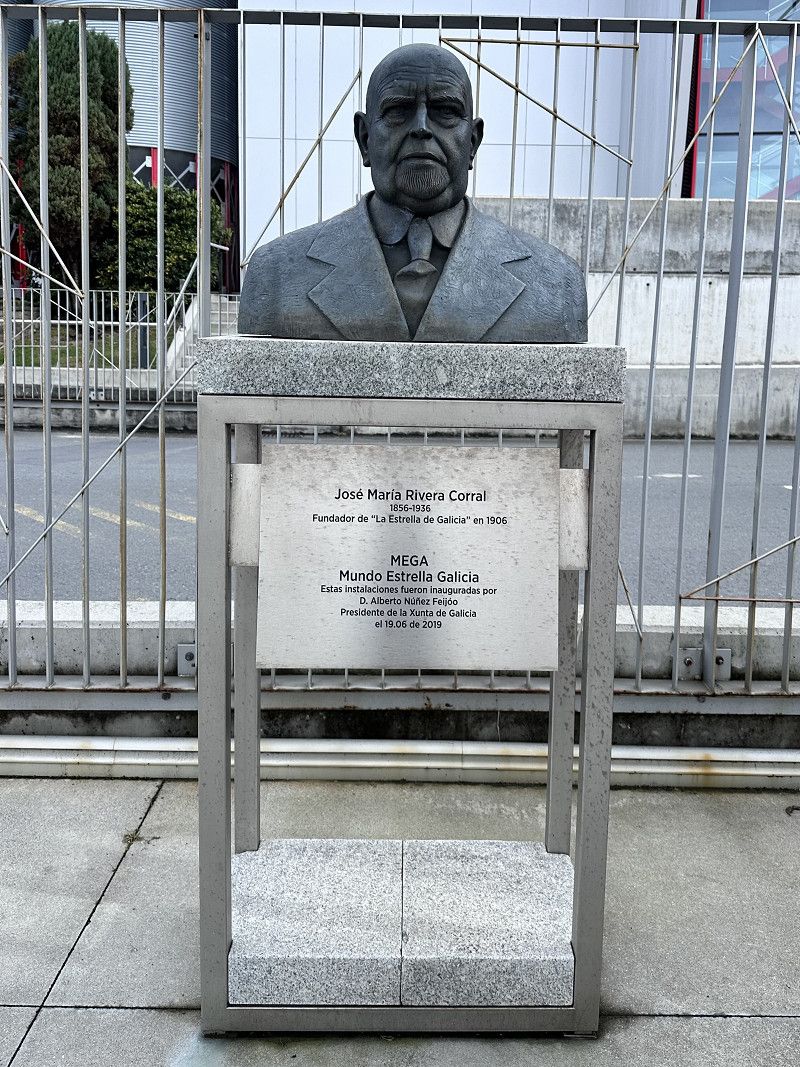 José María Rivera Corral
1856-1936
Fundador de "La Estrella de Galicia" en 1906
MEGA
Mundo Estrella Galicia
Estas instalaciones fueron inauguradas por
D. Alberto Núñez Feijóo
Presidente de la Xunta de Galicia
el 19.06 de 2019